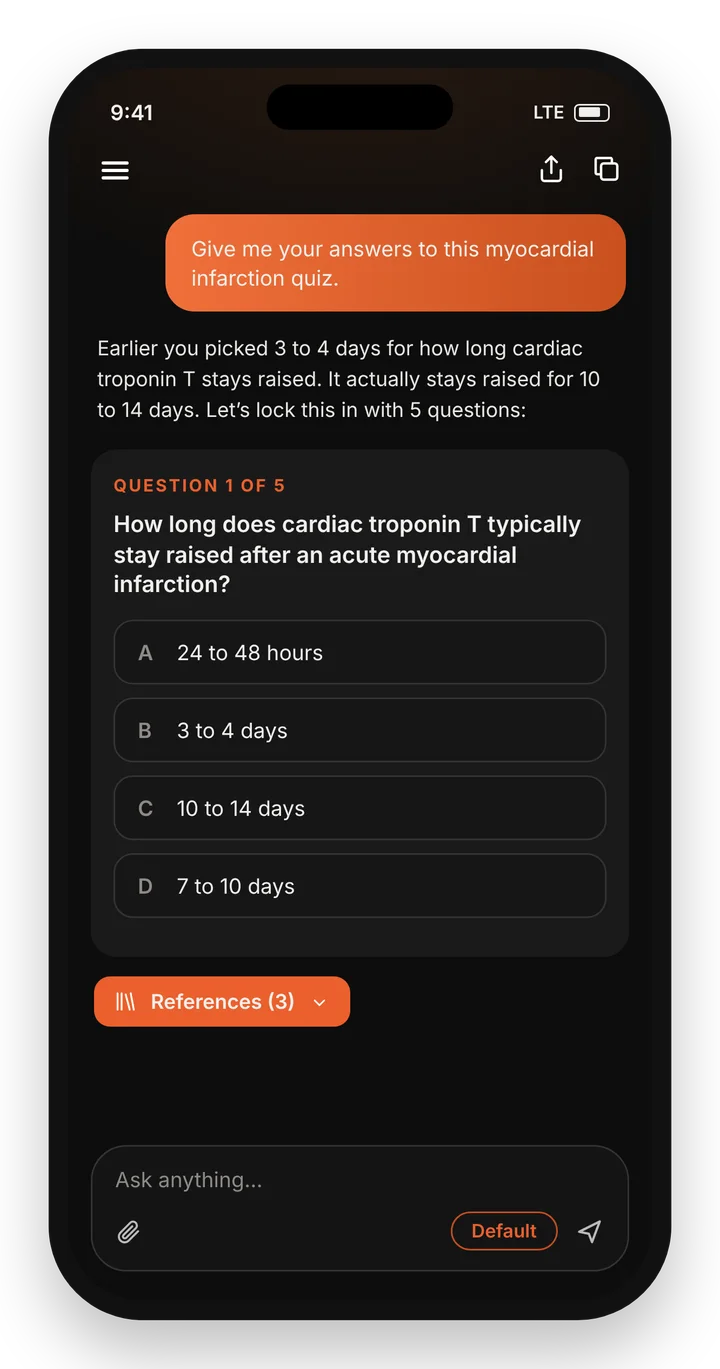 9:41
LTE
Give me your answers to this myocardial
infarction quiz.
Earlier you picked 3 to 4 days for how long cardiac
troponin T stays raised. It actually stays raised for 10
to 14 days. Let’s lock this in with 5 questions:
QUESTION 1 OF 5
How long does cardiac troponin T typically
stay raised after an acute myocardial
infarction?
A 24 to 48 hours
B 3 to 4 days
C 10 to 14 days
D 7 to 10 days
References (3)
Ask anything...
Default